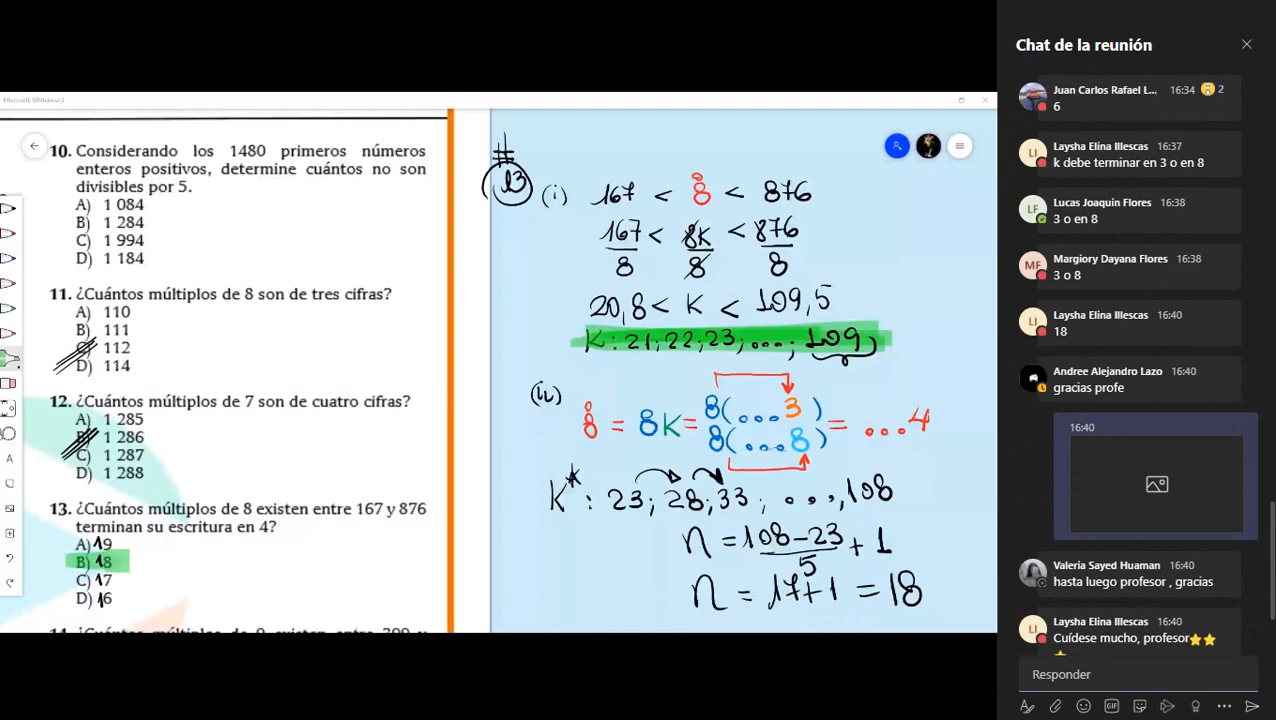 Microsoft Whiteboard
10. Considerando los 1480 primeros números
enteros positivos, determine cuántos no son
divisibles por 5.
A) 1 084
B) 1 284
C) 1 994
D) 1 184
11. ¿Cuántos múltiplos de 8 son de tres cifras?
A) 110
B) 111
C) 112
D) 114
12. ¿Cuántos múltiplos de 7 son de cuatro cifras?
A) 1 285
B) 1 286
C) 1 287
D) 1 288
13. ¿Cuántos múltiplos de 8 existen entre 167 y 876
terminan su escritura en 4?
A) 19
B) 18
C) 17
D) 16
# 13
(i) 167 < 8° < 876
167/8 < 8K/8 < 876/8
20,8 < K < 109,5
K: 21; 22; 23; ...; 109
(ii)
8° = 8K = 8(...3) = ...4
8(...8)
K* : 23; 28; 33; ..., 108
n = 108-23/5 + 1
n = 17+1 = 18
Chat de la reunión
Juan Carlos Rafael L... 16:34 2
6
LI Laysha Elina Illescas 16:37
k debe terminar en 3 o en 8
LF Lucas Joaquin Flores 16:38
3 o en 8
MF Margiory Dayana Flores 16:38
3 o 8
LI Laysha Elina Illescas 16:40
18
Andree Alejandro Lazo 16:40
gracias profe
16:40
Valeria Sayed Huaman 16:40
hasta luego profesor , gracias
LI Laysha Elina Illescas 16:40
Cuídese mucho, profesor
Responder
GIF